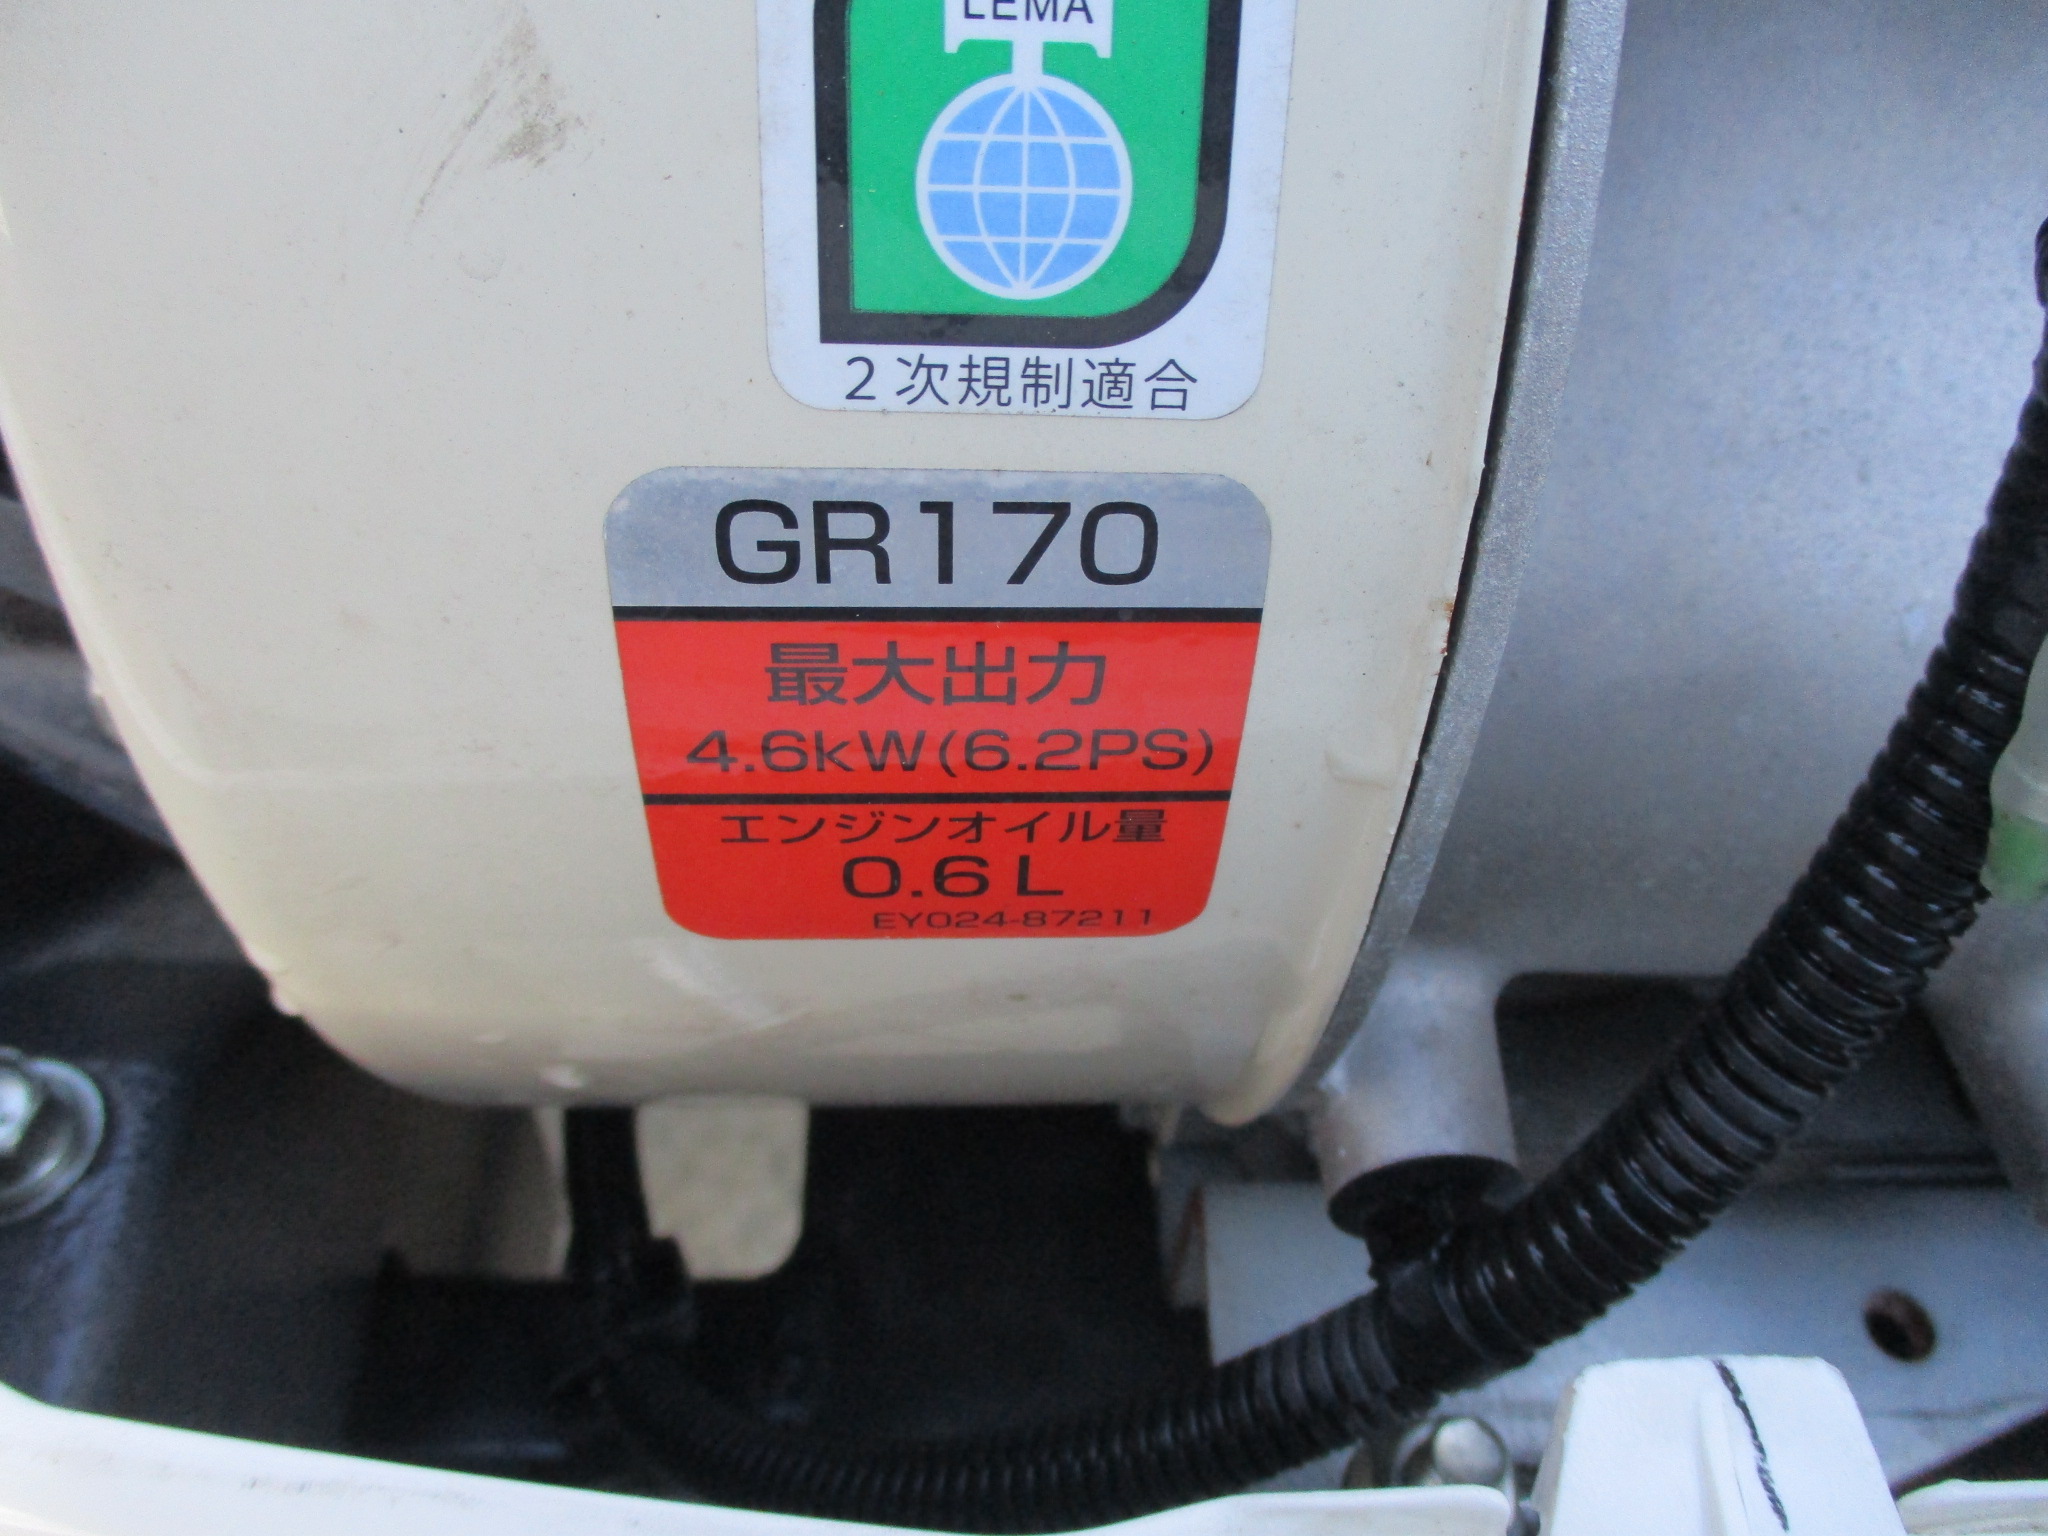 LEMA
2次規制適合
GR170
最大出力
4.6kW(6.2PS)
エンジンオイル量
0.6L
EY024-87211